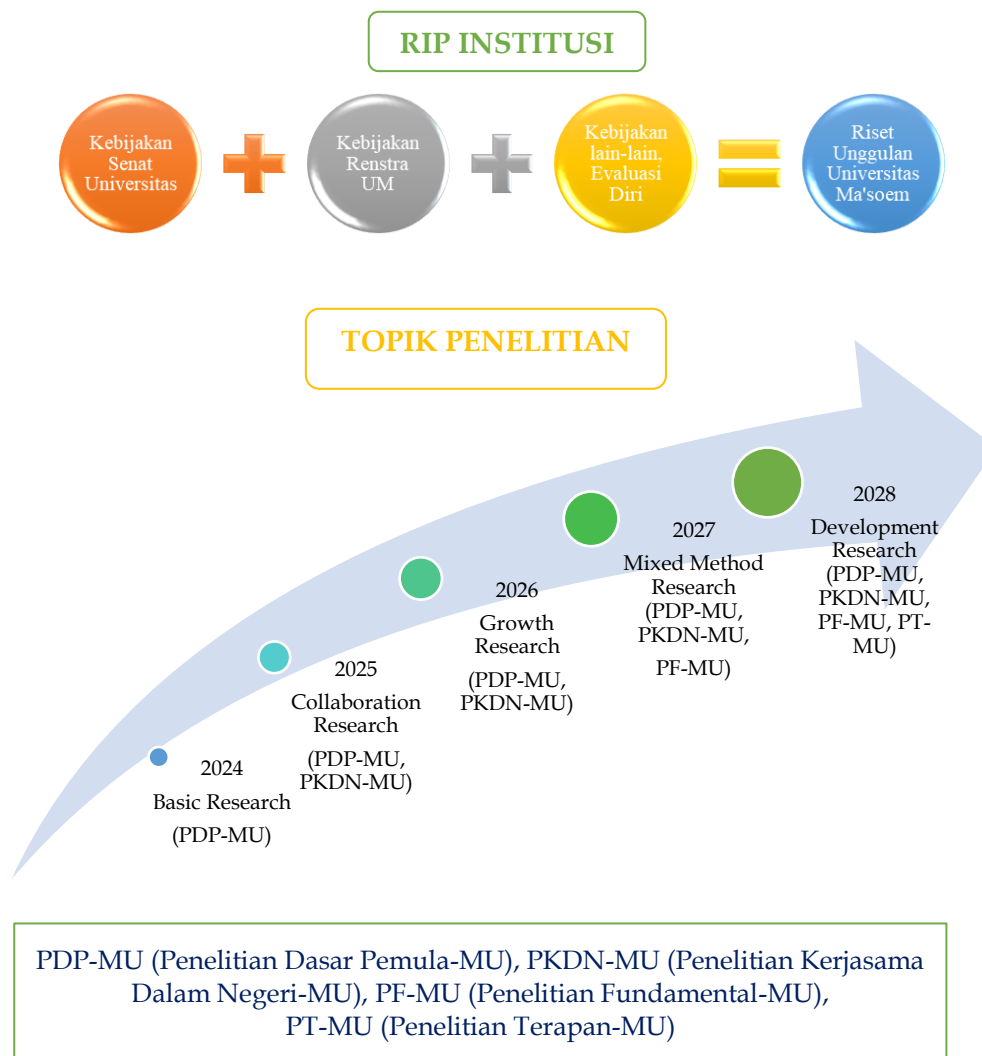 RIP INSTITUSI
Kebijakan
Senat
Universitas
Kebijakan
Renstra
UM
Kebijakan
lain-lain,
Evaluasi
Diri
Riset
Unggulan
Universitas
Ma'soem
TOPIK PENELITIAN
2024
Basic Research
(PDP-MU)
2025
Collaboration
Research
(PDP-MU,
PKDN-MU)
2026
Growth
Research
(PDP-MU,
PKDN-MU)
2027
Mixed Method
Research
(PDP-MU,
PKDN-MU,
PF-MU)
2028
Development
Research
(PDP-MU,
PKDN-MU,
PF-MU, PT-
MU)
PDP-MU (Penelitian Dasar Pemula-MU), PKDN-MU (Penelitian Kerjasama
Dalam Negeri-MU), PF-MU (Penelitian Fundamental-MU),
PT-MU (Penelitian Terapan-MU)